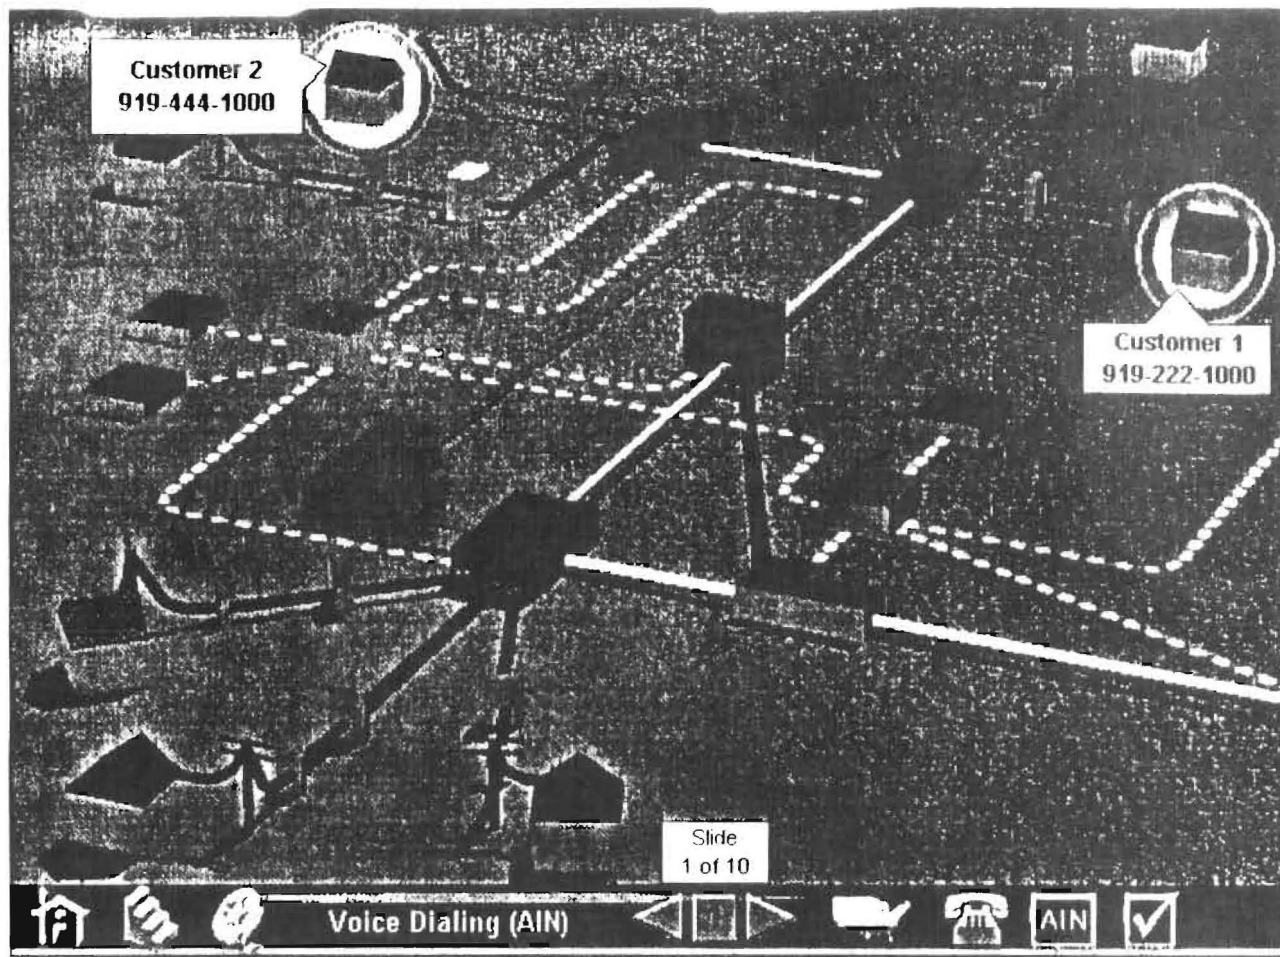 Customer 2
919-444-1000
Customer 1
919-222-1000
Slide
1 of 10
Voice Dialing (AIN)
AIN